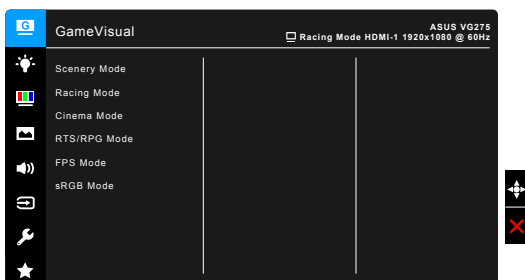 G
GameVisual
ASUS VG275
Racing Mode HDMI-1 1920x1080 @ 60Hz
Scenery Mode
Racing Mode
Cinema Mode
RTS/RPG Mode
FPS Mode
sRGB Mode